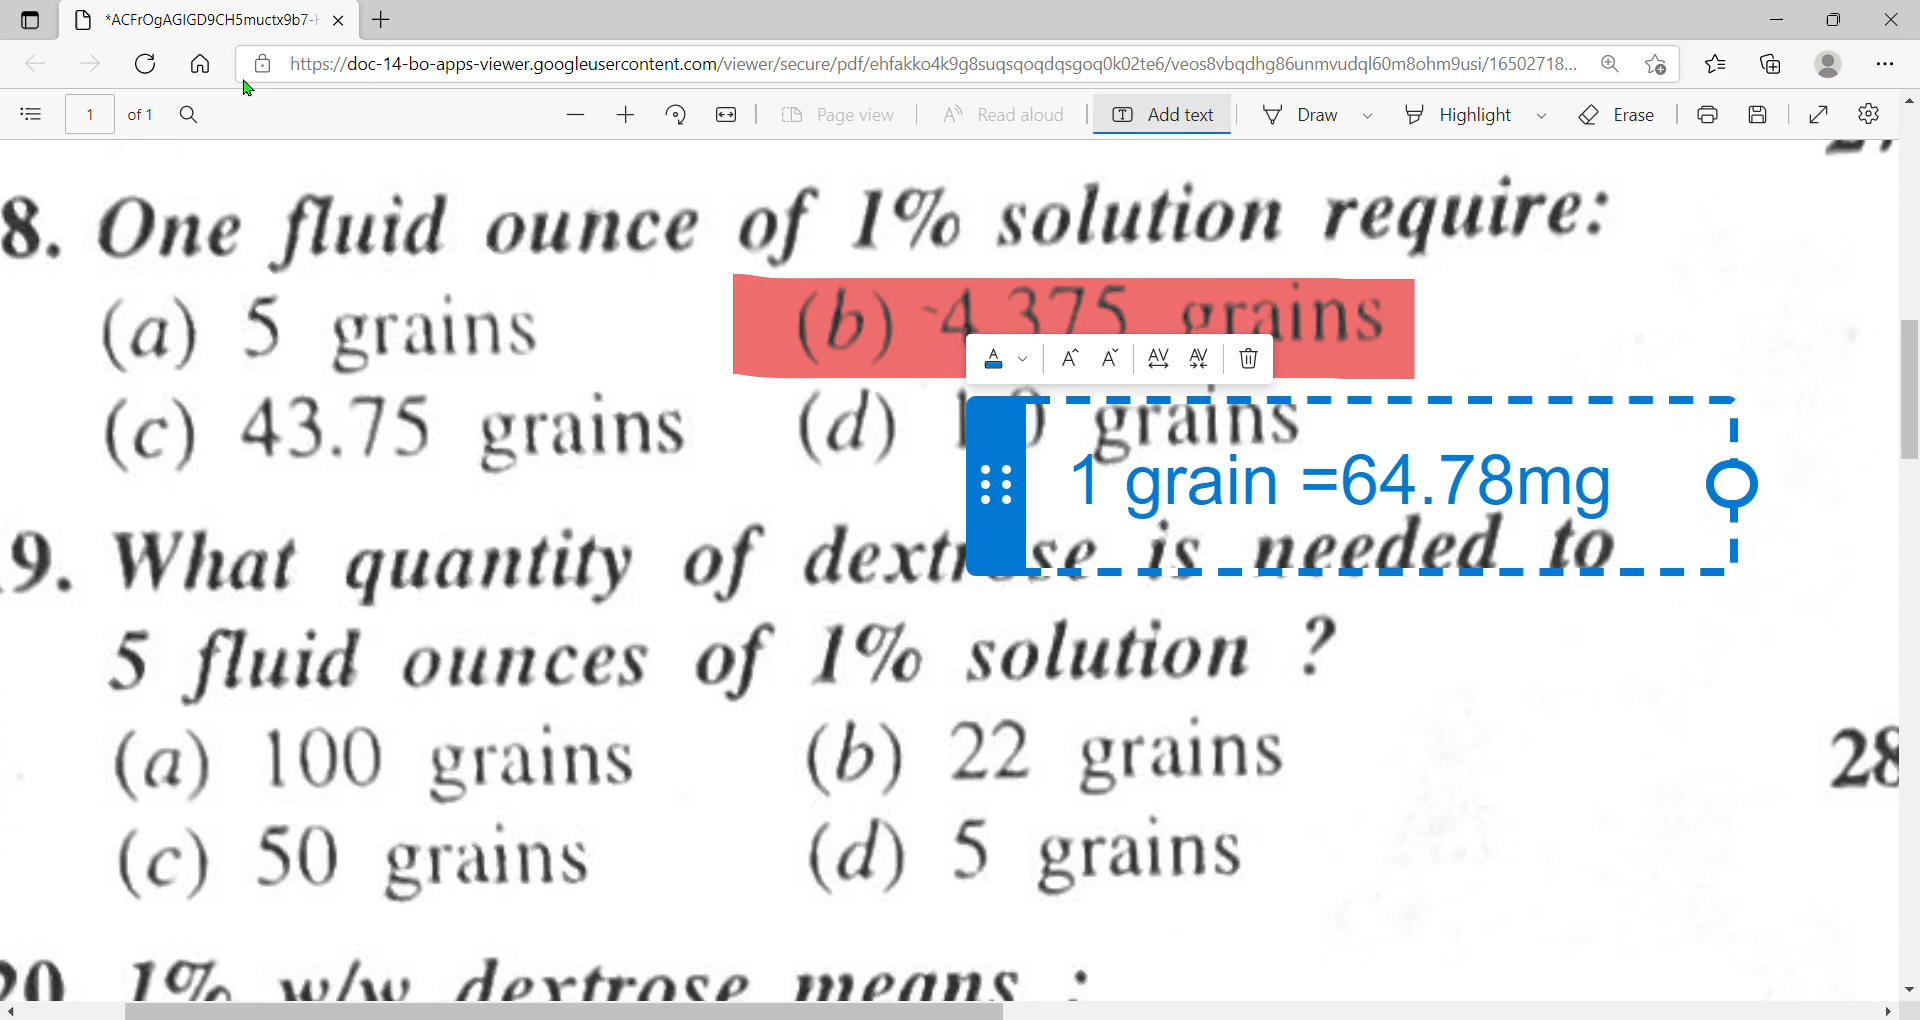 *ACFrOgAGIGD9CH5muctx9b7-
https://doc-14-bo-apps-viewer.googleusercontent.com/viewer/secure/pdf/ehfakko4k9g8suqsqoqdqsgoq0k02te6/veos8vbqdhg86unmvudql60m8ohm9usi/16502718...
1 of 1 Page view Read aloud Add text Draw Highlight Erase
8. One fluid ounce of 1% solution require:
(a) 5 grains (b) 4.375 grains
(c) 43.75 grains (d) grains
1 grain =64.78mg
9. What quantity of dextrose is needed to
5 fluid ounces of 1% solution ?
(a) 100 grains (b) 22 grains
28
(c) 50 grains (d) 5 grains
20. 1% w/w dextrose means :